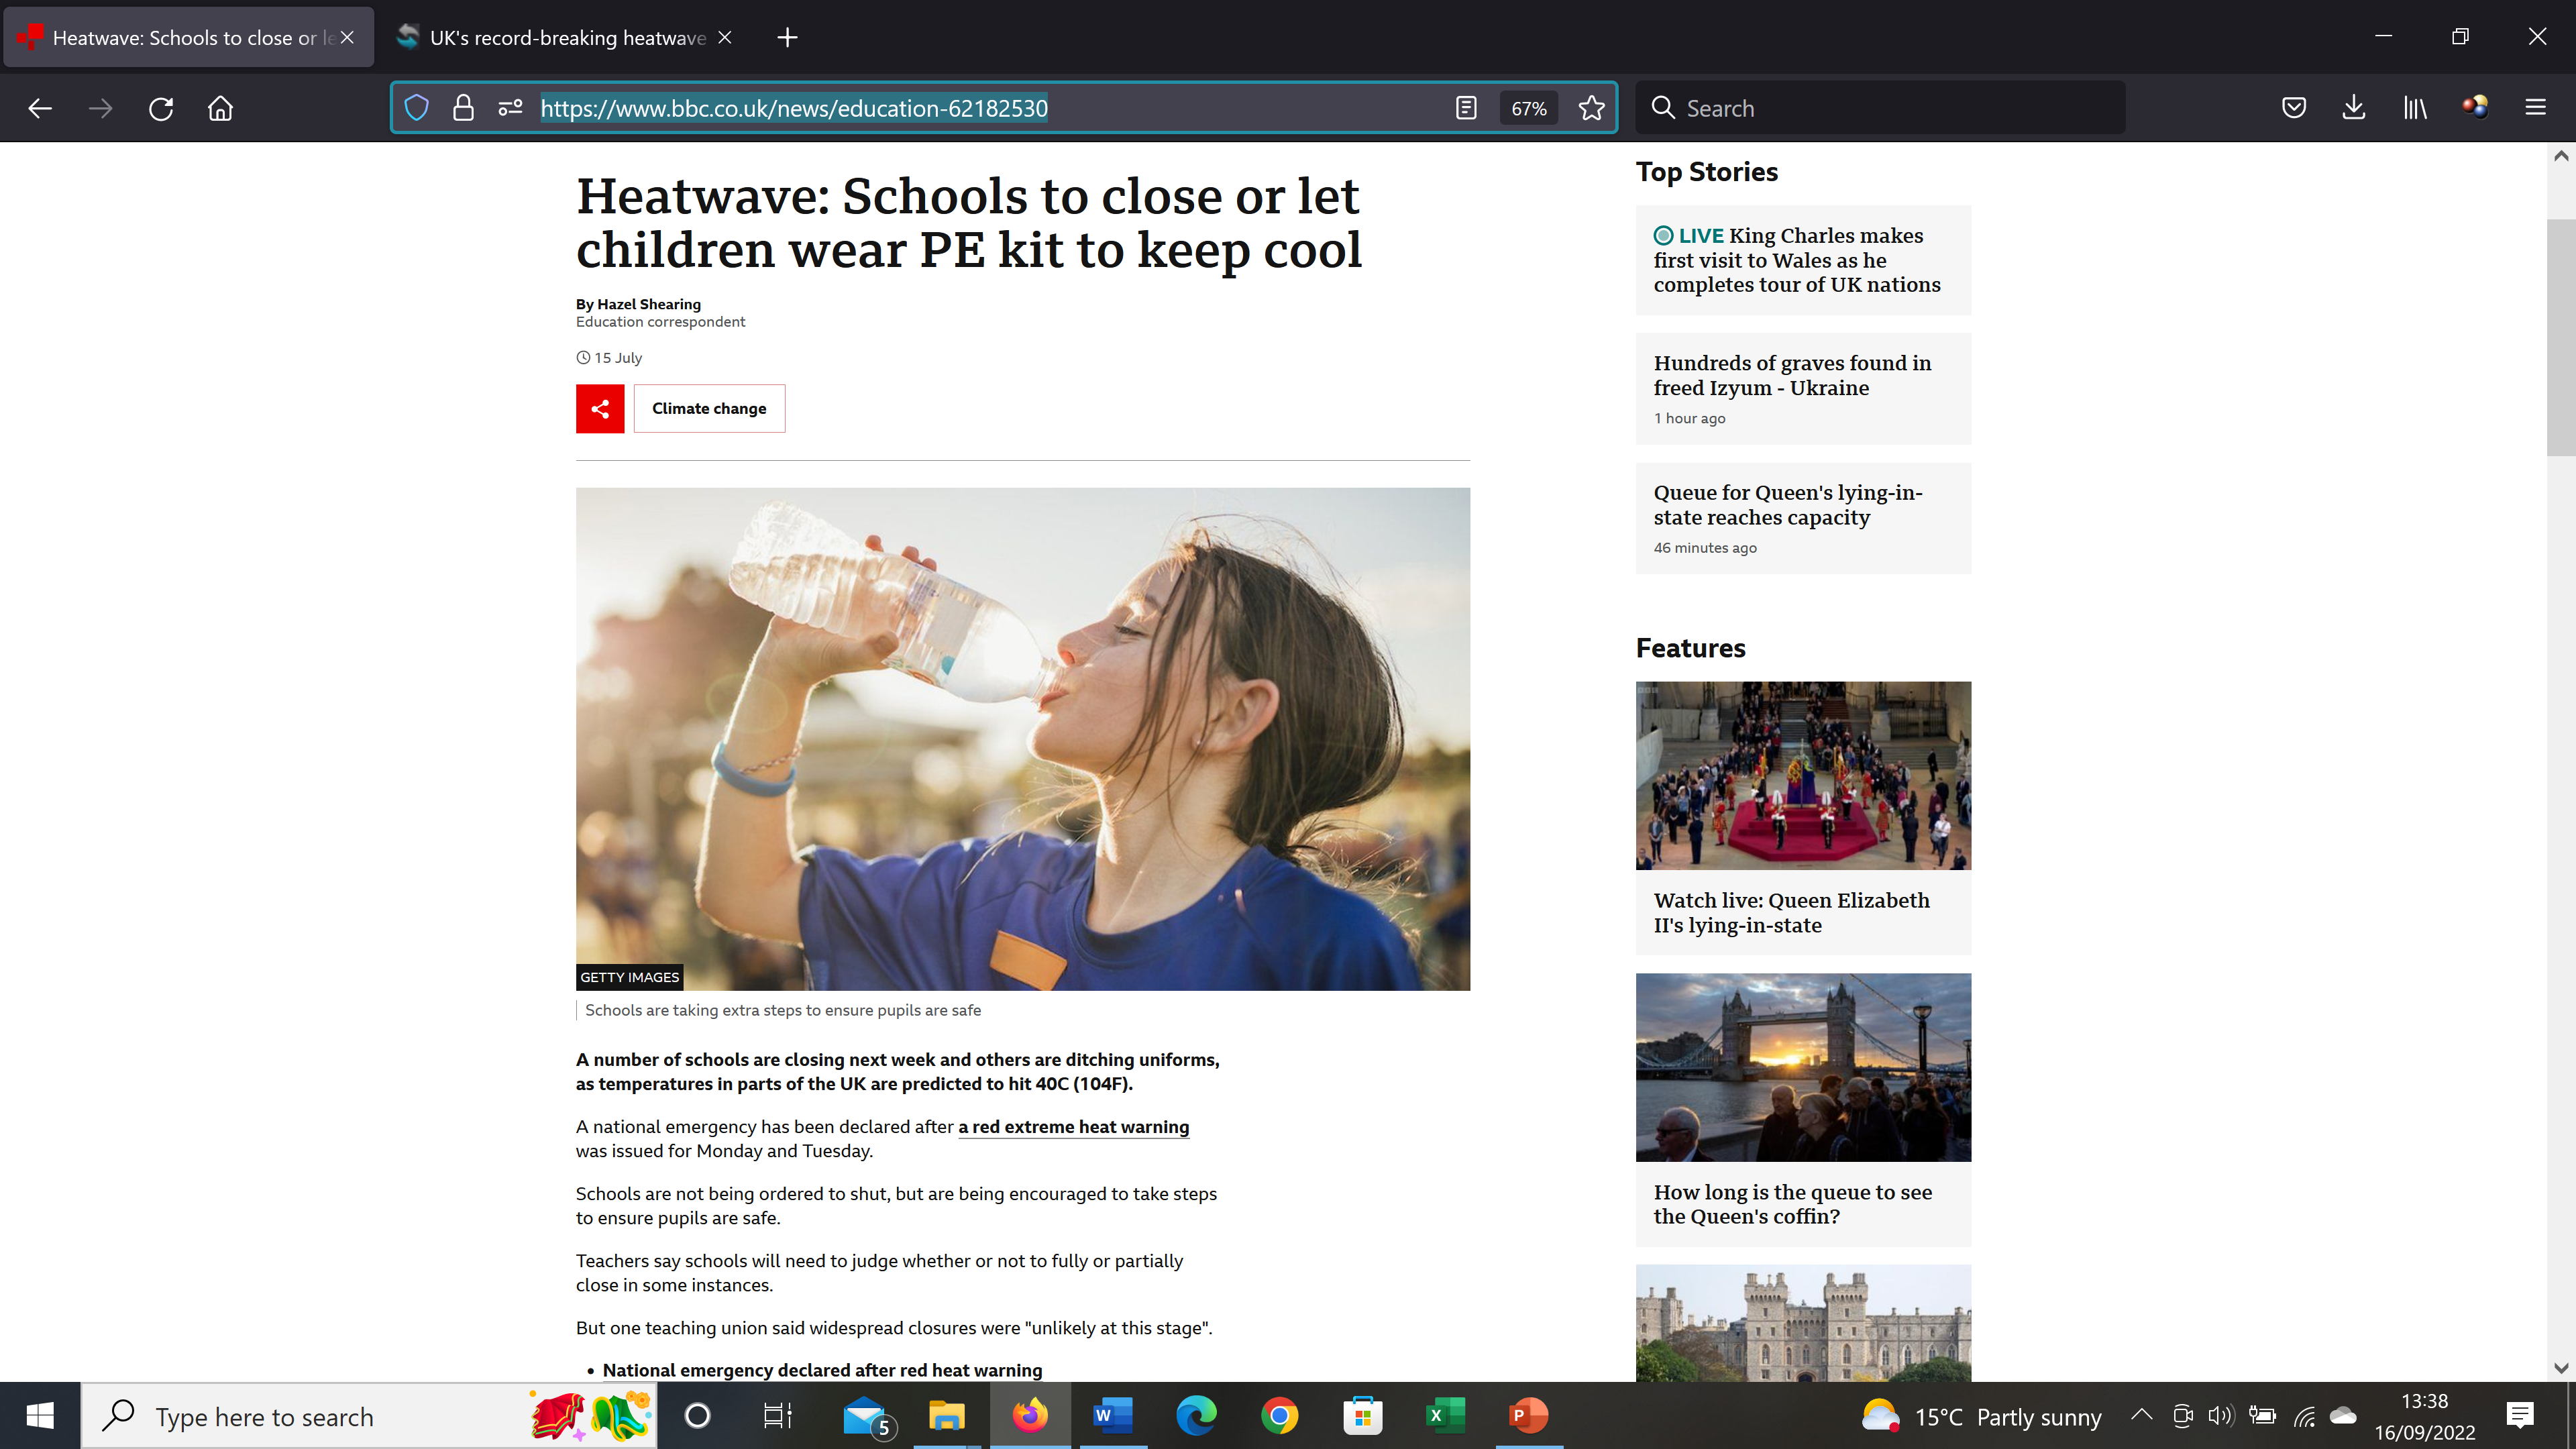 Heatwave: Schools to close or le
UK's record-breaking heatwave
https://www.bbc.co.uk/news/education-62182530
67%
Search
Heatwave: Schools to close or let
children wear PE kit to keep cool
By Hazel Shearing
Education correspondent
15 July
Climate change
GETTY IMAGES
Schools are taking extra steps to ensure pupils are safe
A number of schools are closing next week and others are ditching uniforms,
as temperatures in parts of the UK are predicted to hit 40C (104F).
A national emergency has been declared after a red extreme heat warning
was issued for Monday and Tuesday.
Schools are not being ordered to shut, but are being encouraged to take steps
to ensure pupils are safe.
Teachers say schools will need to judge whether or not to fully or partially
close in some instances.
But one teaching union said widespread closures were "unlikely at this stage".
• National emergency declared after red heat warning
Top Stories
LIVE King Charles makes
first visit to Wales as he
completes tour of UK nations
Hundreds of graves found in
freed Izyum - Ukraine
1 hour ago
Queue for Queen's lying-in-
state reaches capacity
46 minutes ago
Features
BBC
Watch live: Queen Elizabeth
II's lying-in-state
How long is the queue to see
the Queen's coffin?
Type here to search
5
W
X
P
15°C Partly sunny
13:38
16/09/2022